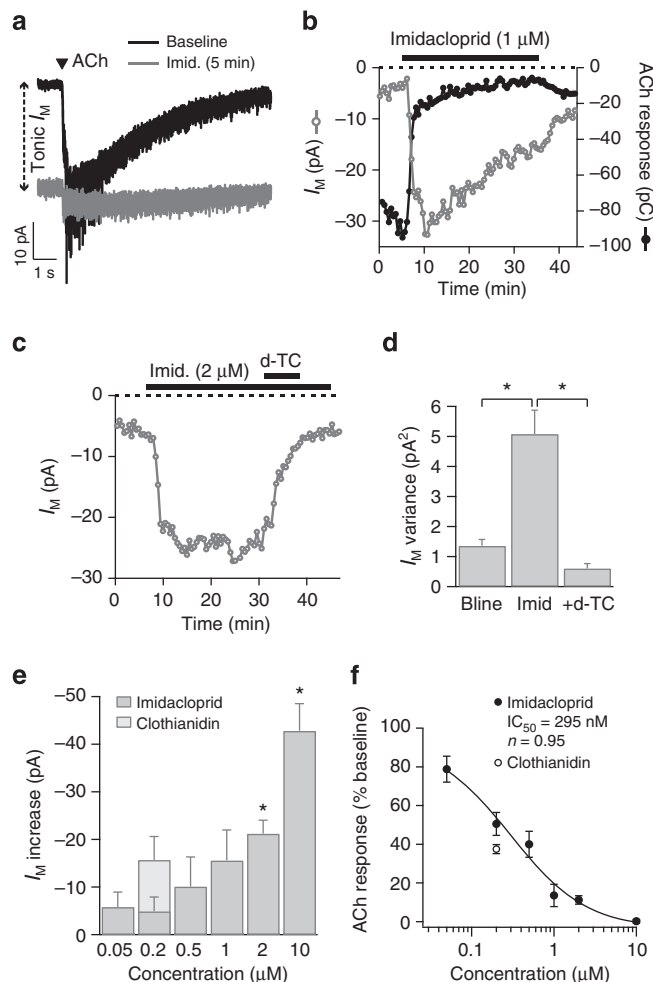 a
ACh
Baseline
Imid. (5 min)
Tonic I_M
10 pA
1 s
b
Imidacloprid (1 μM)
0
−10
−20
−30
I_M (pA)
0
−20
−40
−60
−80
−100
ACh response (pC)
0 10 20 30 40
Time (min)
c
Imid. (2 μM)
d-TC
0
−10
−20
−30
I_M (pA)
0 10 20 30 40
Time (min)
d
* *
6
5
4
3
2
1
0
I_M variance (pA²)
Bline Imid +d-TC
e
−50
−40
−30
−20
−10
0
I_M increase (pA)
Imidacloprid
Clothianidin
*
*
0.05 0.2 0.5 1 2 10
Concentration (μM)
f
Imidacloprid
IC₅₀ = 295 nM
n = 0.95
Clothianidin
100
80
60
40
20
0
ACh response (% baseline)
0.1 1 10
Concentration (μM)